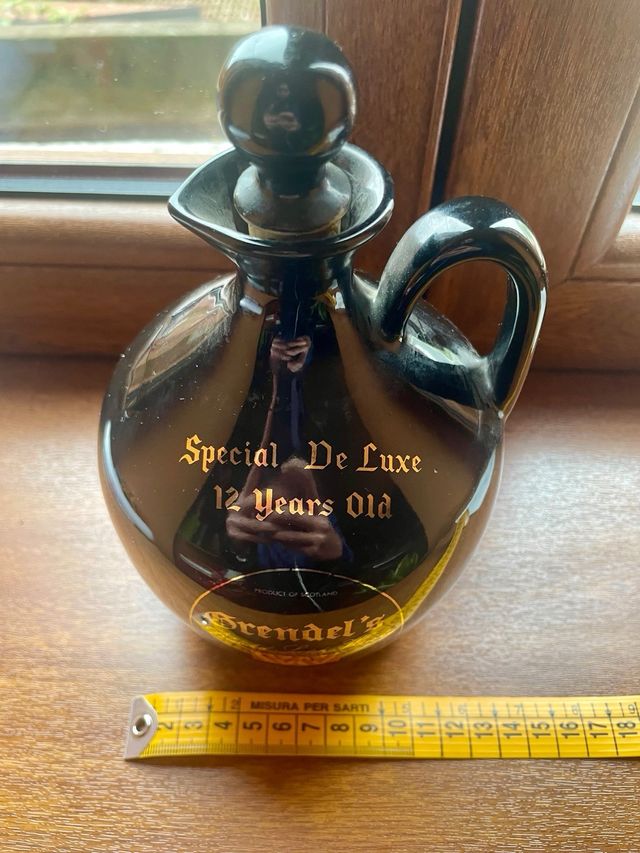 Special De Luxe
12 Years Old
PRODUCT OF SCOTLAND
Grendel's
MISURA PER SARTI
2 3 4 5 6 7 8 9 10 11 12 13 14 15 16 17 18